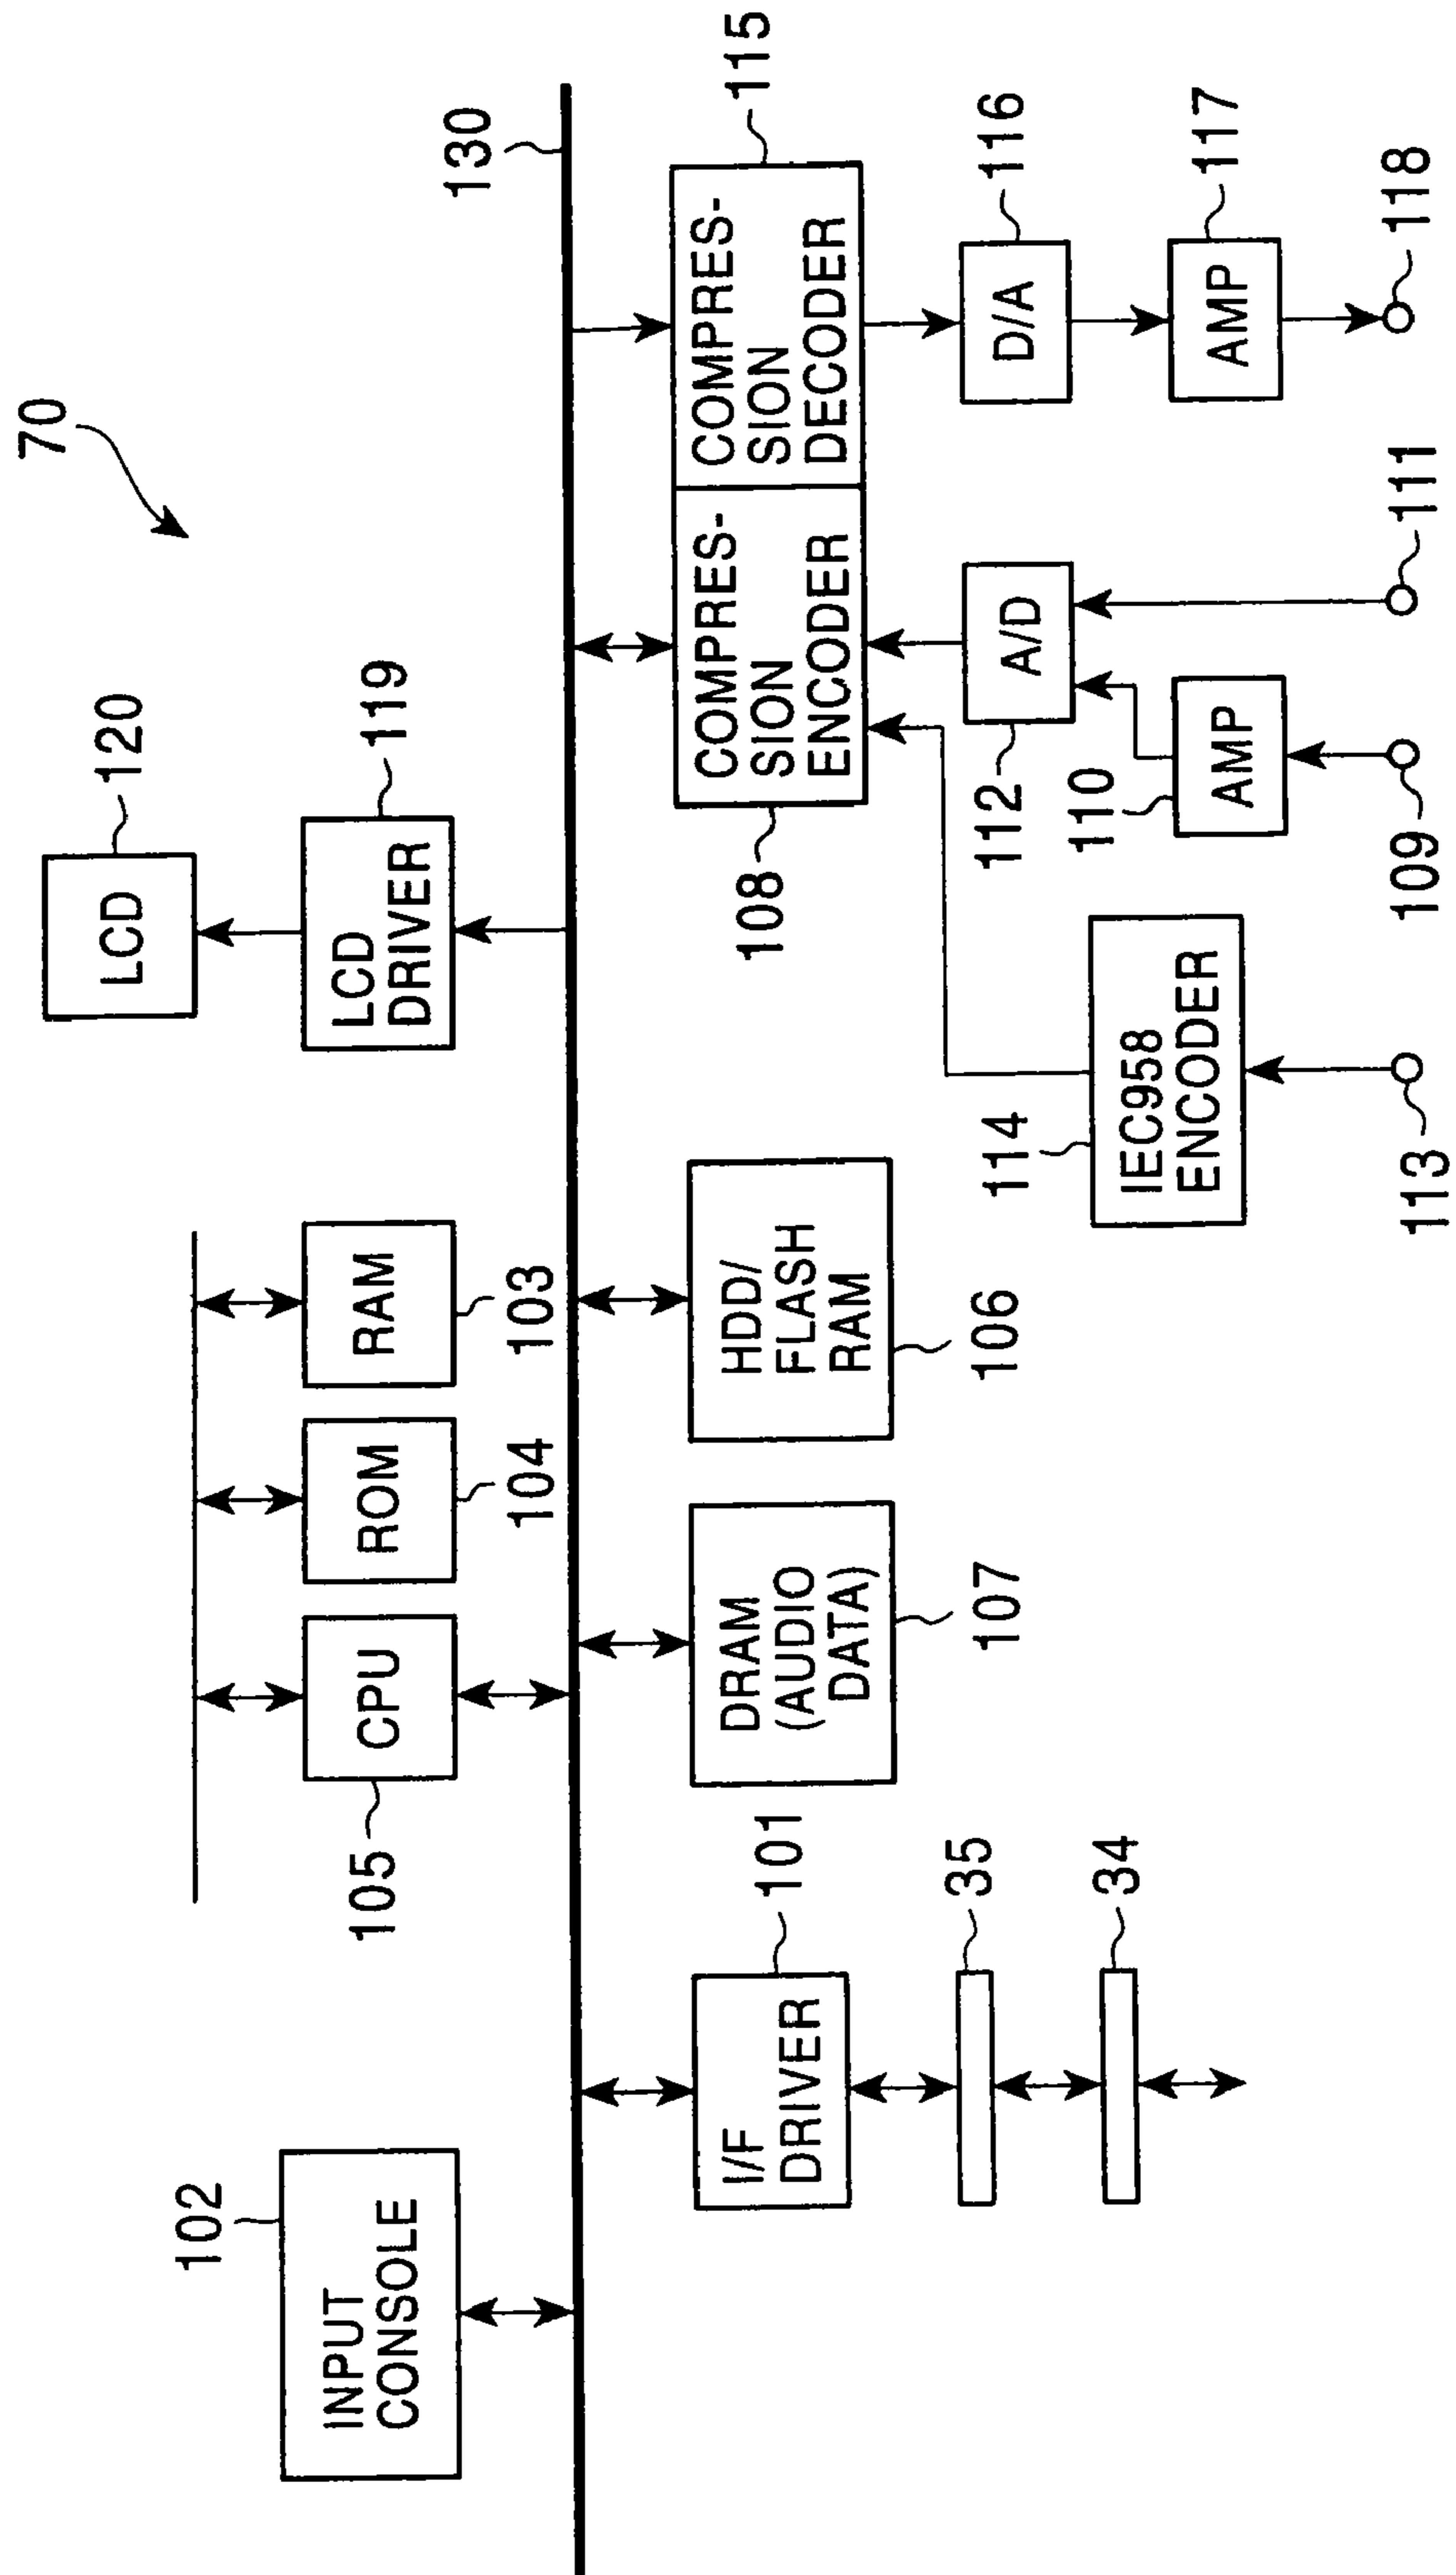 70
120
LCD
119
LCD
DRIVER
130
102
INPUT
CONSOLE
105
CPU
ROM
104
RAM
103
I/F
DRIVER
101
35
34
DRAM
(AUDIO
DATA)
107
HDD/
FLASH
RAM
106
COMPRES-
SION
ENCODER
108
COMPRES-
SION
DECODER
115
D/A
116
AMP
117
118
A/D
112
111
AMP
110
109
IEC958
ENCODER
114
113